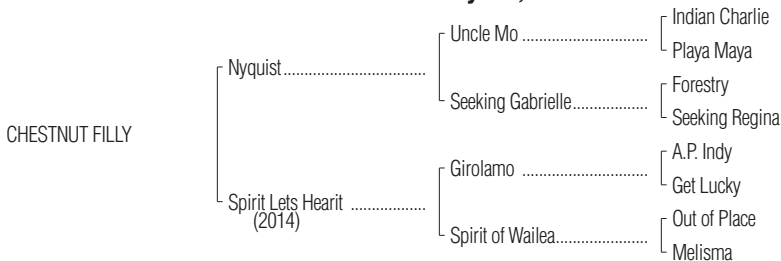 Indian Charlie
Uncle Mo ......................................
Playa Maya
Nyquist..........................................
Forestry
Seeking Gabrielle......................
Seeking Regina
CHESTNUT FILLY
A.P. Indy
Girolamo ......................................
Get Lucky
Spirit Lets Hearit ......................
(2014)
Out of Place
Spirit of Wailea...........................
Melisma